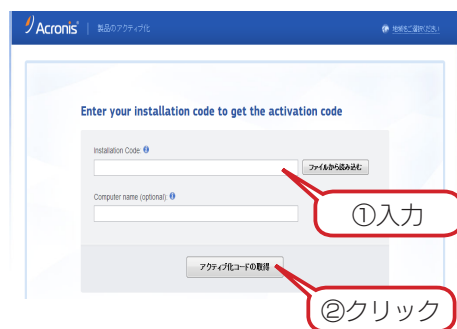 Acronis 製品のアクティブ化 地域をご選択ください
Enter your installation code to get the activation code
Installation Code:
ファイルから読み込む
Computer name (optional):
①入力
アクティブ化コードの取得
②クリック